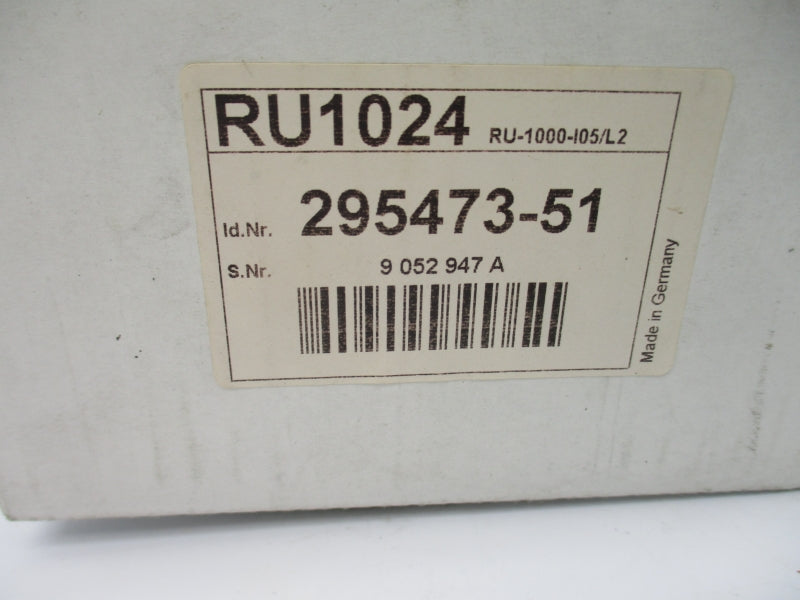 RU1024 RU-1000-I05/L2
Id.Nr. 295473-51
S.Nr. 9 052 947 A
Made in Germany